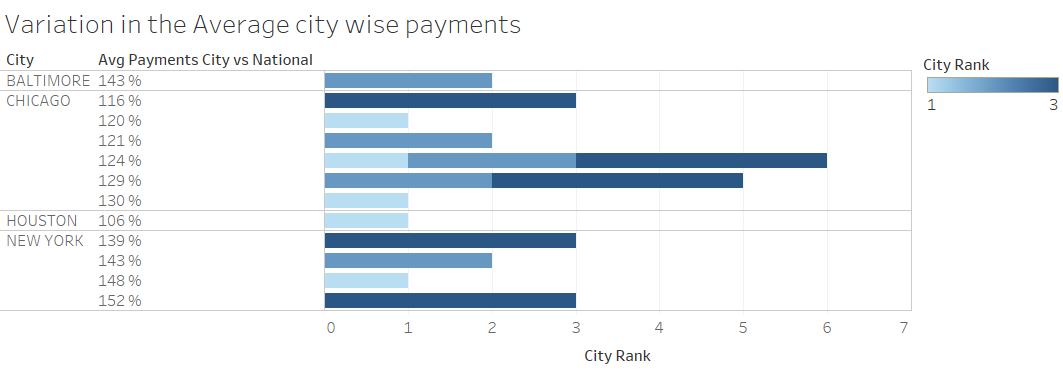 Variation in the Average city wise payments
City Avg Payments City vs National
BALTIMORE 143 %
CHICAGO 116 %
120 %
121 %
124 %
129 %
130 %
HOUSTON 106 %
NEW YORK 139 %
143 %
148 %
152 %
0 1 2 3 4 5 6 7
City Rank
City Rank
1 3